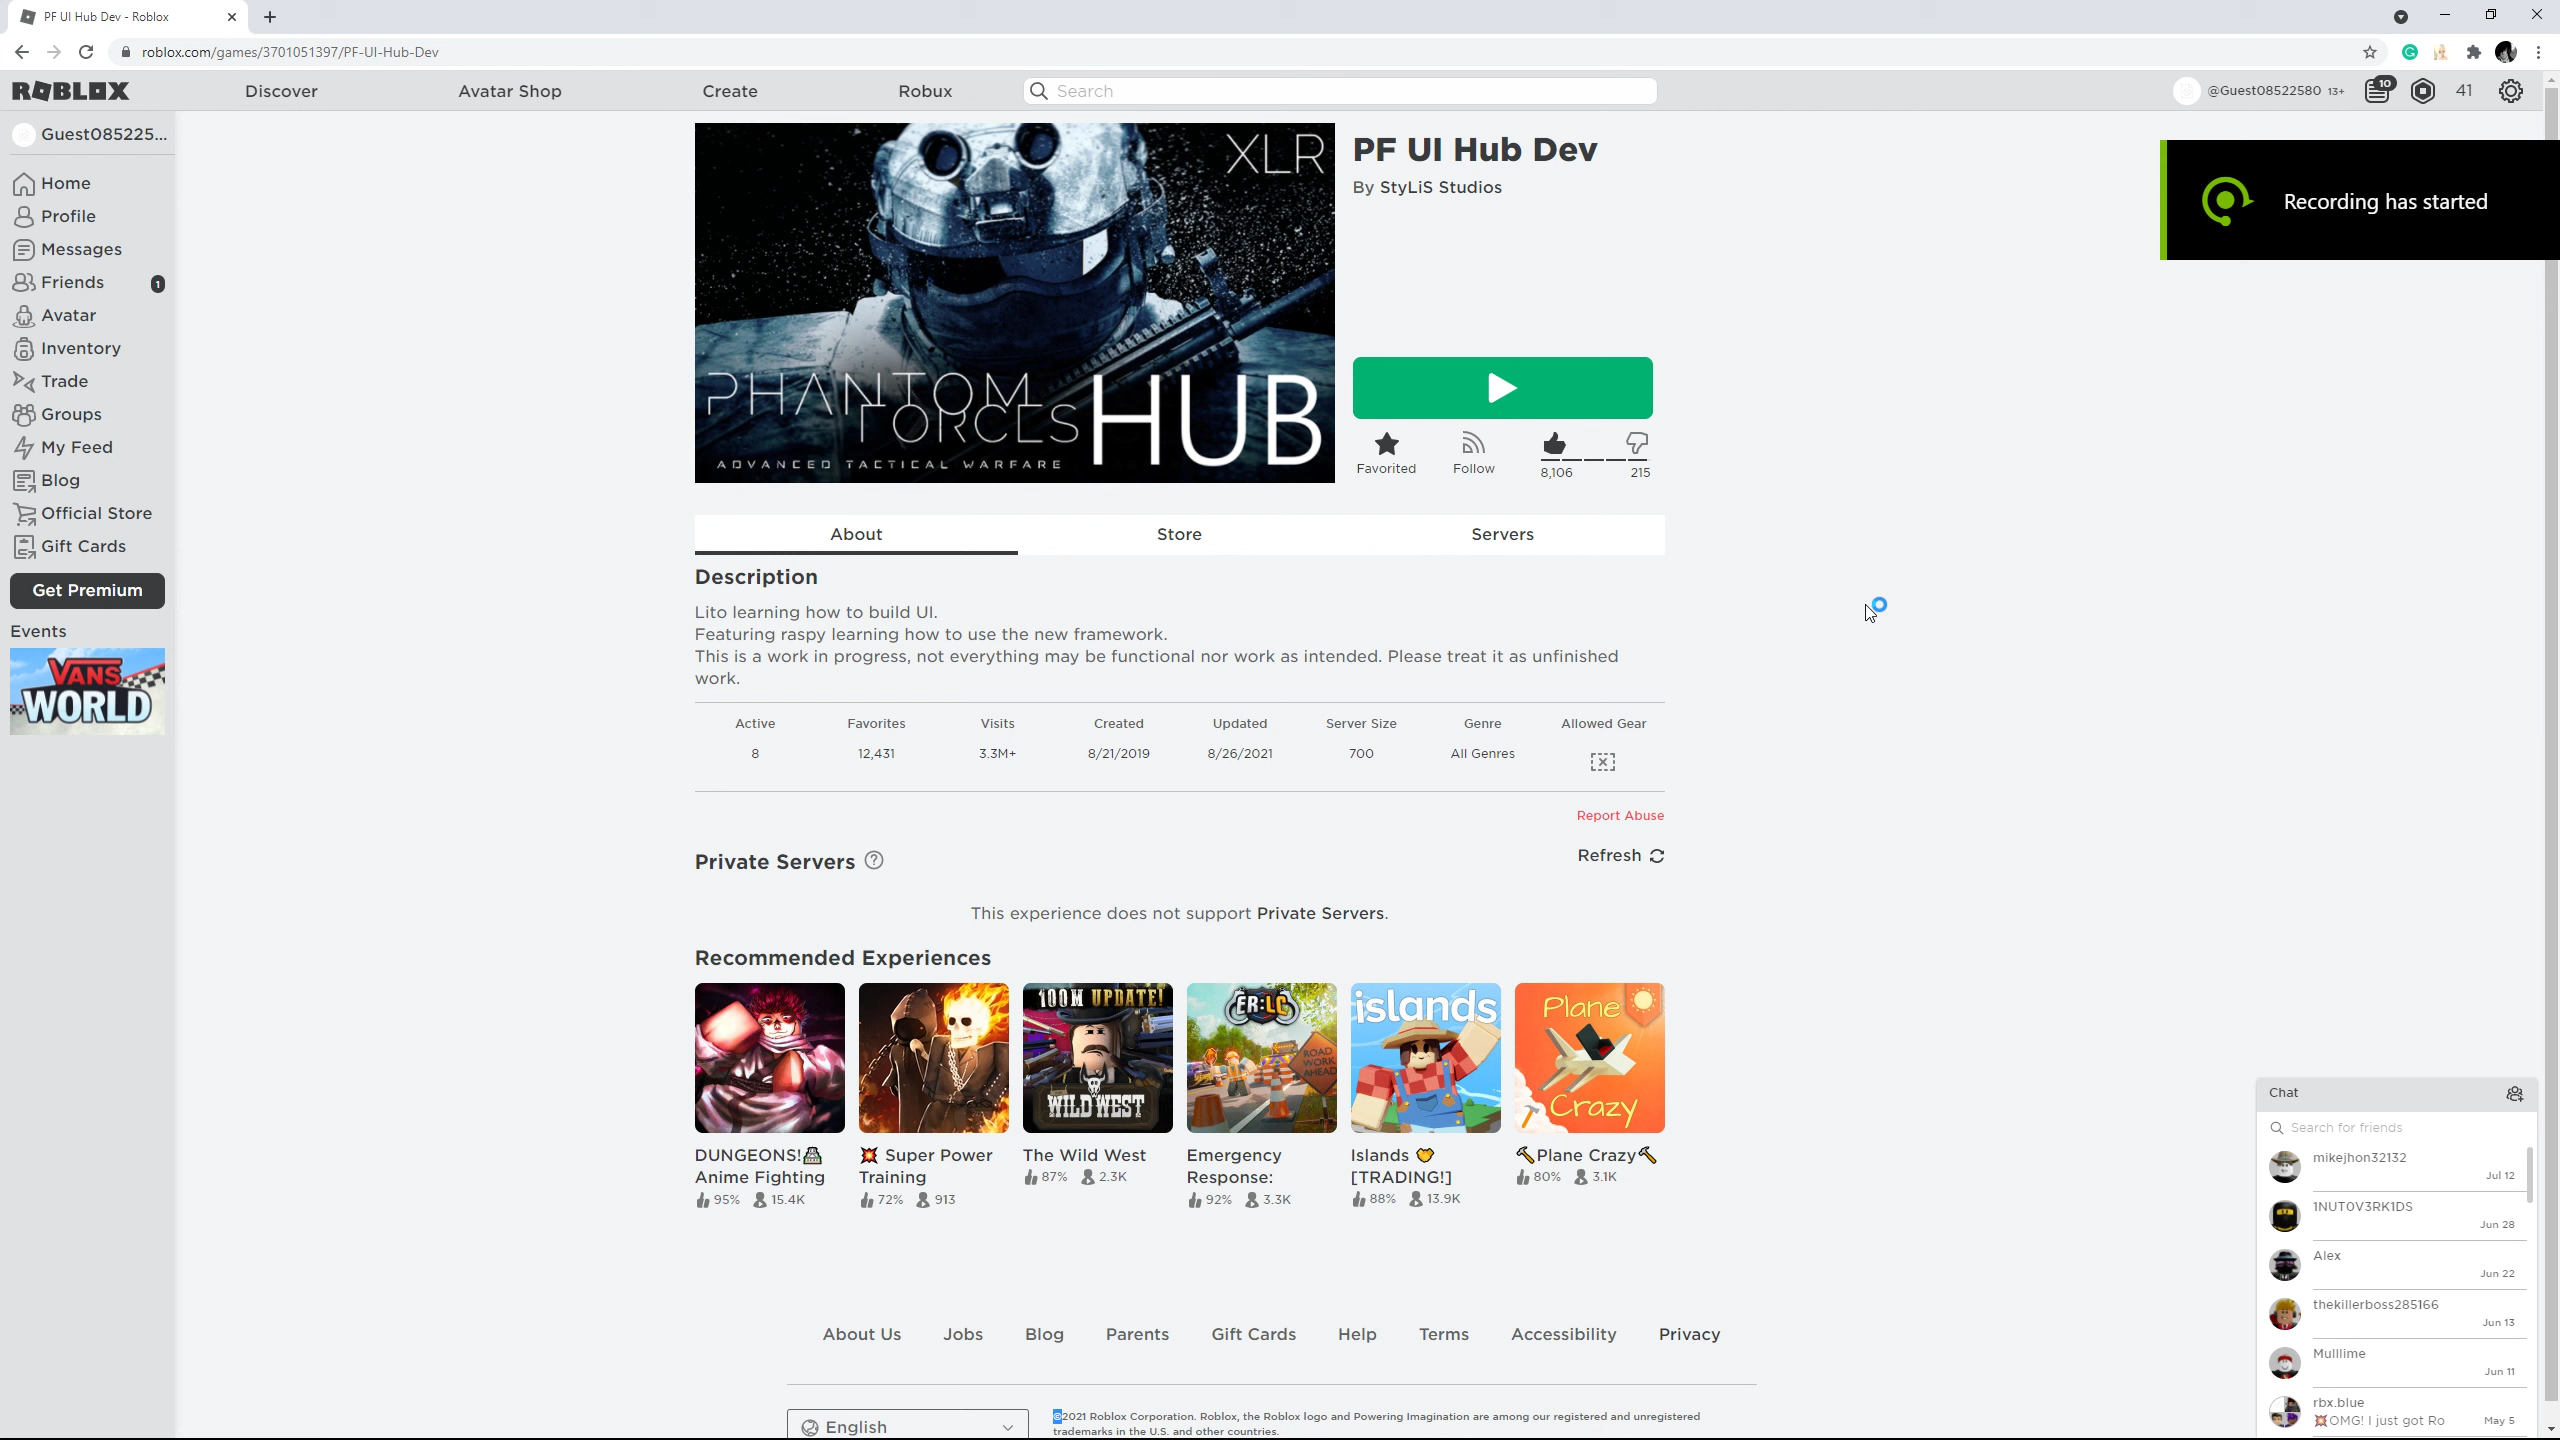 PF UI Hub Dev - Roblox
roblox.com/games/3701051397/PF-UI-Hub-Dev
ROBLOX
Discover
Avatar Shop
Create
Robux
Search
@Guest08522580 13+
10
41
Guest085225...
Home
Profile
Messages
Friends
1
Avatar
Inventory
Trade
Groups
My Feed
Blog
Official Store
Gift Cards
Get Premium
Events
VANS
WORLD
XLR
PHANTOM
FORCES
HUB
ADVANCED TACTICAL WARFARE
PF UI Hub Dev
By StyLiS Studios
Recording has started
Favorited
Follow
8,106
215
About
Store
Servers
Description
Lito learning how to build UI.
Featuring raspy learning how to use the new framework.
This is a work in progress, not everything may be functional nor work as intended. Please treat it as unfinished
work.
Active Favorites Visits Created Updated Server Size Genre Allowed Gear
8 12,431 3.3M+ 8/21/2019 8/26/2021 700 All Genres
Report Abuse
Private Servers
Refresh
This experience does not support Private Servers.
Recommended Experiences
100M UPDATE!
WILD WEST
ER:LC
ROAD
WORK
AHEAD
islands
Plane
Crazy
DUNGEONS!🏯
Anime Fighting
95% 15.4K
💥 Super Power
Training
72% 913
The Wild West
87% 2.3K
Emergency
Response:
92% 3.3K
Islands
[TRADING!]
88% 13.9K
🔨Plane Crazy🔨
80% 3.1K
About Us
Jobs
Blog
Parents
Gift Cards
Help
Terms
Accessibility
Privacy
English
©2021 Roblox Corporation. Roblox, the Roblox logo and Powering Imagination are among our registered and unregistered
trademarks in the U.S. and other countries.
Chat
Search for friends
mikejhon32132
Jul 12
1NUT0V3RK1DS
Jun 28
Alex
Jun 22
thekillerboss285166
Jun 13
Mulllime
Jun 11
rbx.blue
💥OMG! I just got Ro
May 5